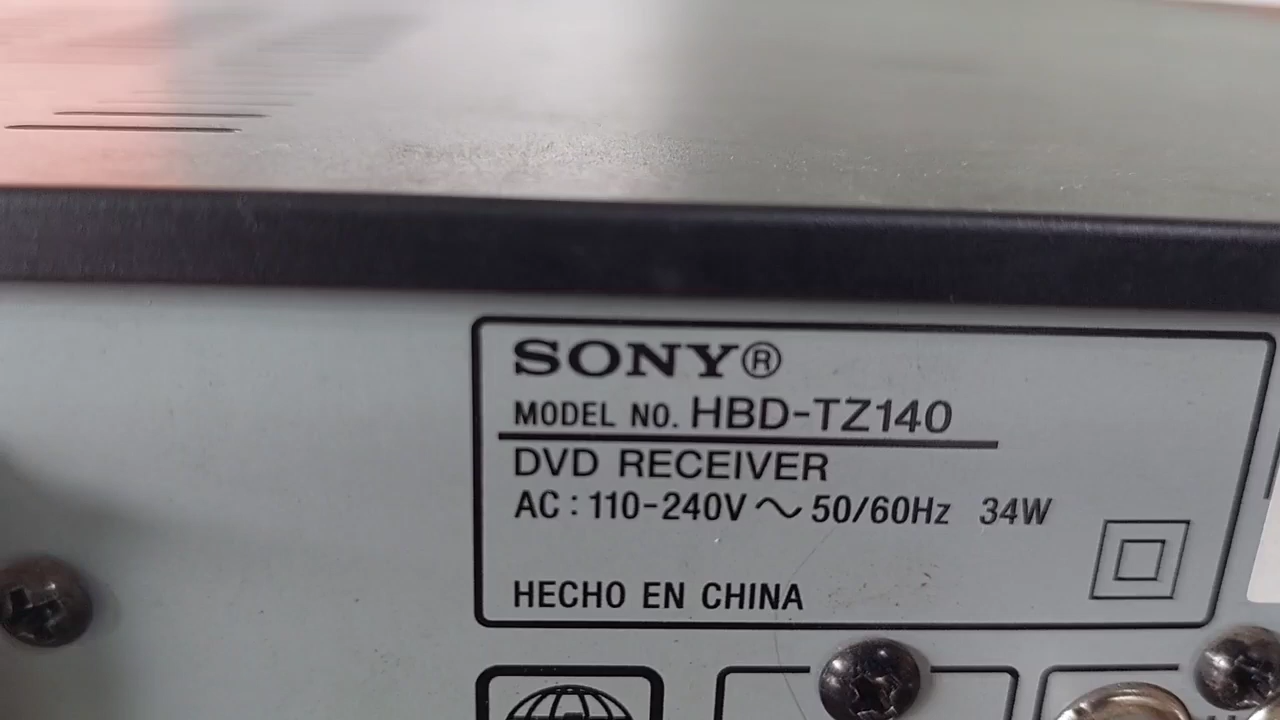 SONY®
MODEL NO. HBD-TZ140
DVD RECEIVER
AC : 110-240V ~ 50/60Hz 34W
HECHO EN CHINA